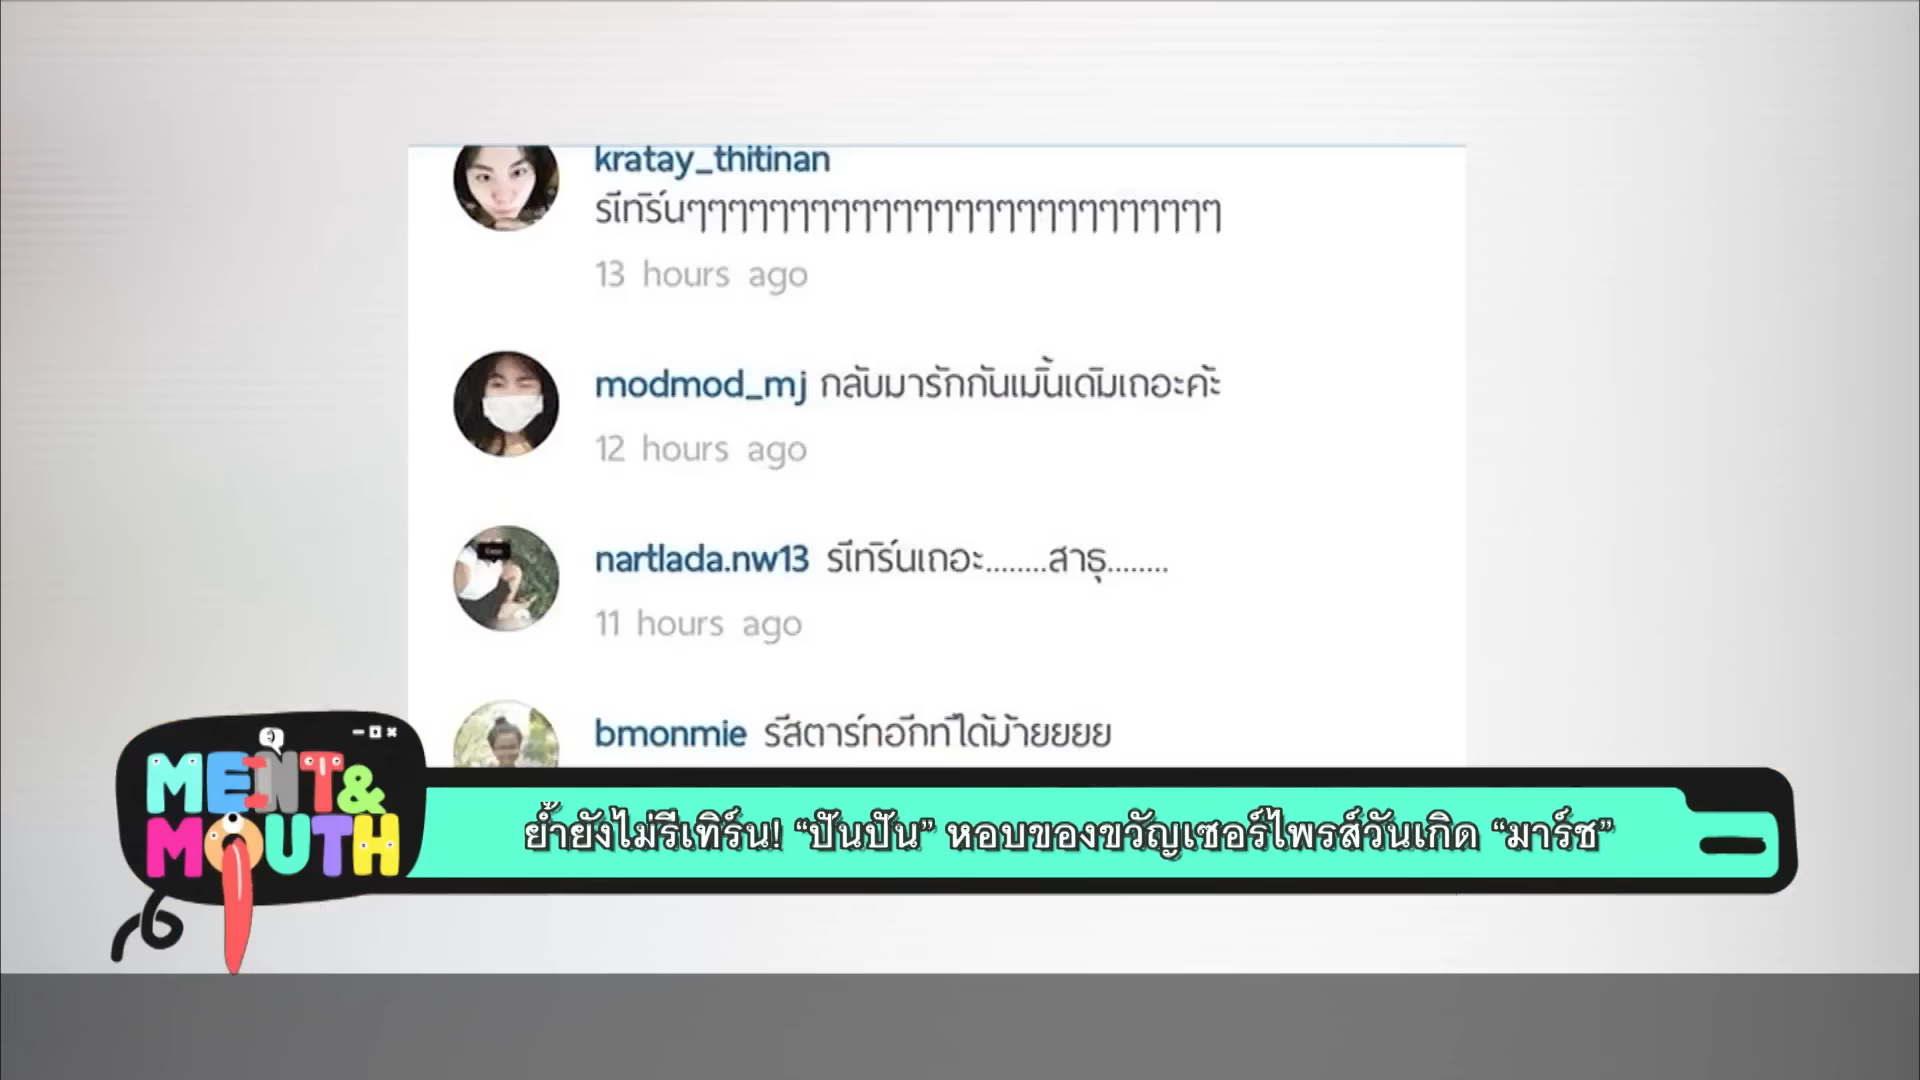 kratay_thitinan
รีเทิร์นๆๆๆๆๆๆๆๆๆๆๆๆๆๆๆๆๆๆๆๆๆๆๆๆๆๆ
13 hours ago
modmod_mj กลับมารักกันเม้ินเดิมเถอะค้ะ
12 hours ago
nartlada.nw13 รีเทิร์นเถอะ........สาธุ........
11 hours ago
bmonmie รีสตาร์ทอีกทีได้ม้ายยยย
MENT&
MOUTH
ย้ำยังไม่รีเทิร์น! “ปันปัน” หอบของขวัญเซอร์ไพรส์วันเกิด “มาร์ช”